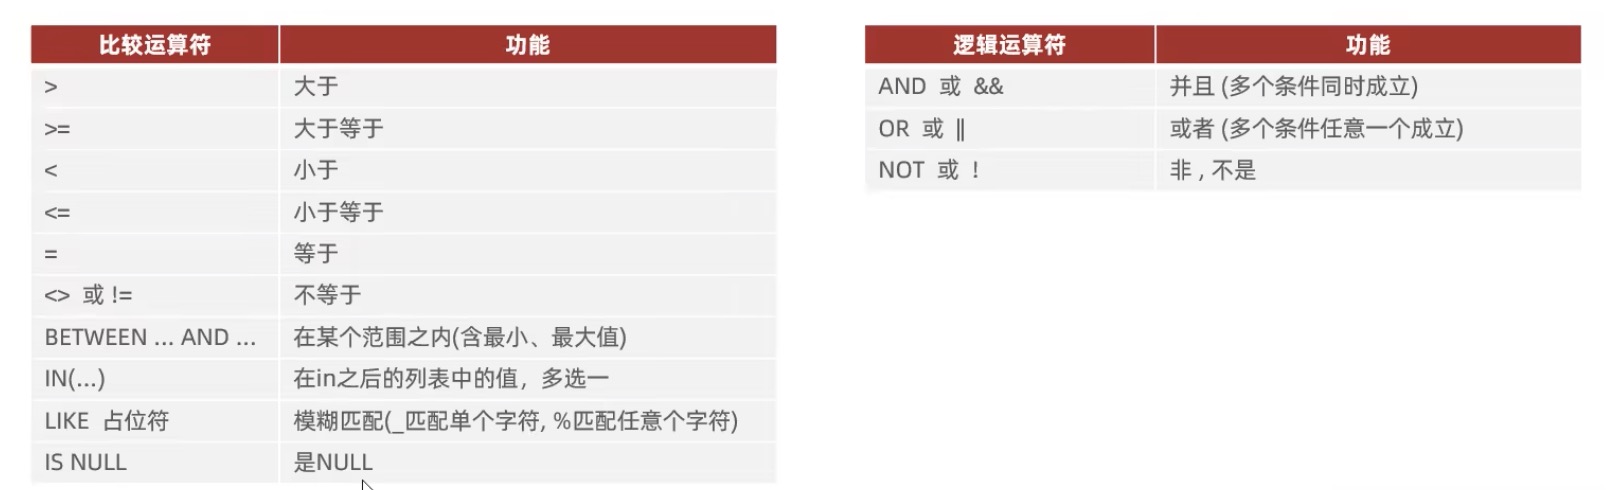 比较运算符 功能
> 大于
>= 大于等于
< 小于
<= 小于等于
= 等于
<> 或 != 不等于
BETWEEN ... AND ... 在某个范围之内(含最小、最大值)
IN(...) 在in之后的列表中的值，多选一
LIKE 占位符 模糊匹配(_匹配单个字符, %匹配任意个字符)
IS NULL 是NULL
逻辑运算符 功能
AND 或 && 并且 (多个条件同时成立)
OR 或 || 或者 (多个条件任意一个成立)
NOT 或 ! 非 , 不是